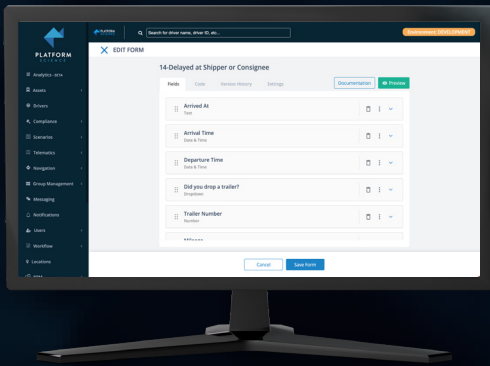 PLATFORM
SCIENCE
PLATFORM
SCIENCE
Search for driver name, driver ID, etc...
Environment: DEVELOPMENT
EDIT FORM
14-Delayed at Shipper or Consignee
Fields Code Version History Settings
Documentation Preview
Analytics - BETA
Assets
Drivers
Compliance
Scenarios
Telematics
Navigation
Group Management
Messaging
Notifications
Users
Workflow
Locations
Arrived At
Text
Arrival Time
Date & Time
Departure Time
Date & Time
Did you drop a trailer?
Dropdown
Trailer Number
Number
Mileage
Cancel Save Form